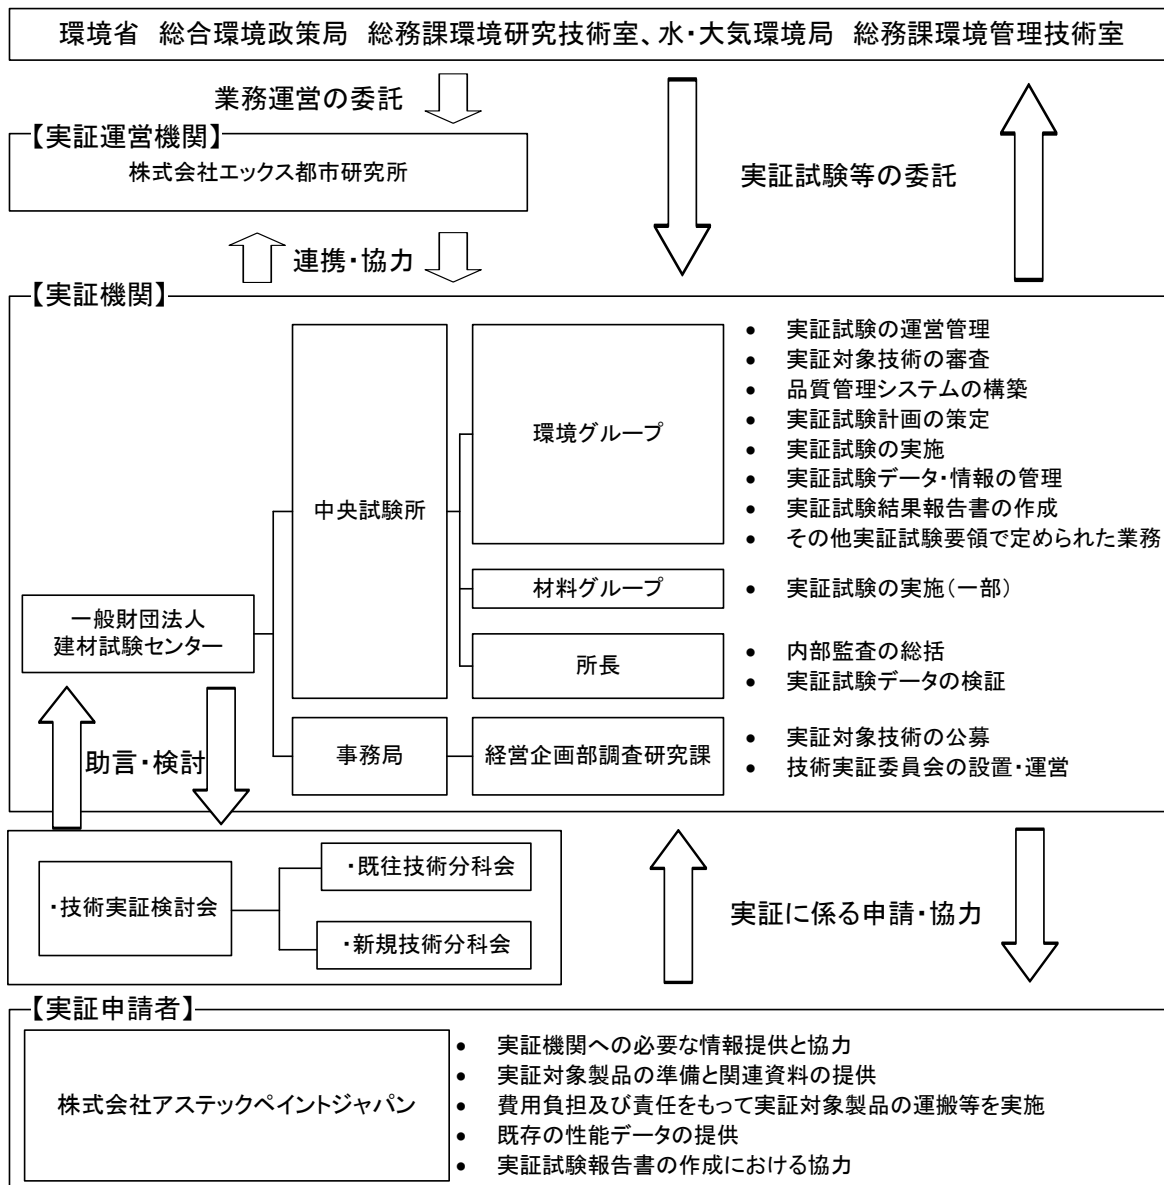 環境省 総合環境政策局 総務課環境研究技術室、水・大気環境局 総務課環境管理技術室
業務運営の委託
【実証運営機関】
株式会社エックス都市研究所
実証試験等の委託
連携・協力
【実証機関】
一般財団法人
建材試験センター
中央試験所
環境グループ
• 実証試験の運営管理
• 実証対象技術の審査
• 品質管理システムの構築
• 実証試験計画の策定
• 実証試験の実施
• 実証試験データ・情報の管理
• 実証試験結果報告書の作成
• その他実証試験要領で定められた業務
材料グループ
• 実証試験の実施(一部)
所長
• 内部監査の総括
• 実証試験データの検証
事務局
経営企画部調査研究課
• 実証対象技術の公募
• 技術実証委員会の設置・運営
助言・検討
・技術実証検討会
・既往技術分科会
・新規技術分科会
実証に係る申請・協力
【実証申請者】
株式会社アステックペイントジャパン
• 実証機関への必要な情報提供と協力
• 実証対象製品の準備と関連資料の提供
• 費用負担及び責任をもって実証対象製品の運搬等を実施
• 既存の性能データの提供
• 実証試験報告書の作成における協力